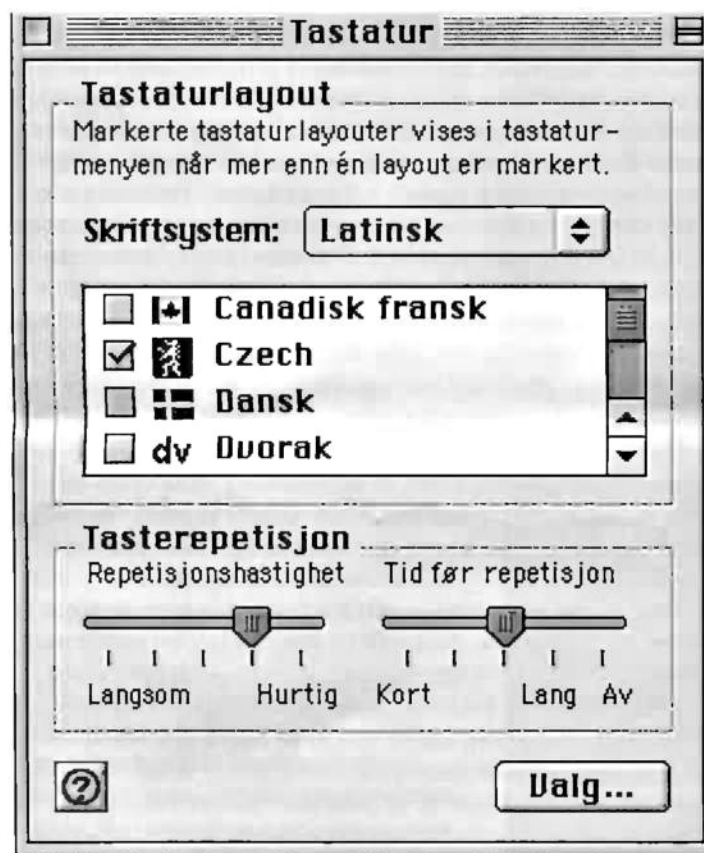 Tastatur
Tastaturlayout
Markerte tastaturlayouter vises i tastatur-
menyen når mer enn én layout er markert.
Skriftsystem: Latinsk
Canadisk fransk
Czech
Dansk
dv Dvorak
Tasterepetisjon
Repetisjonshastighet Tid før repetisjon
Langsom Hurtig Kort Lang Av
? Valg...